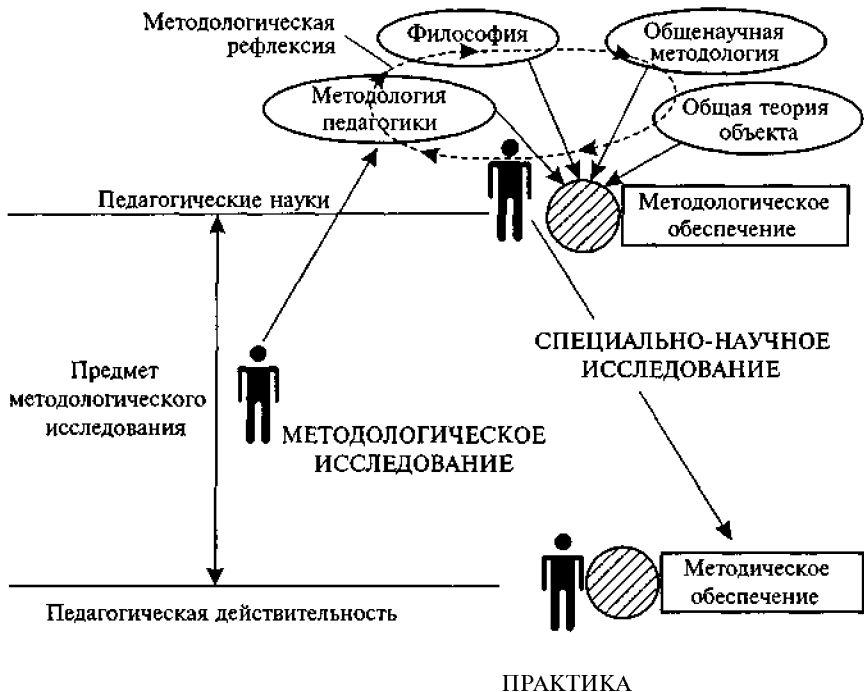 Методологическая
рефлексия
Философия
Общенаучная
методология
Методология
педагогики
Общая теория
объекта
Педагогические науки
Методологическое
обеспечение
СПЕЦИАЛЬНО-НАУЧНОЕ
ИССЛЕДОВАНИЕ
Предмет
методологического
исследования
МЕТОДОЛОГИЧЕСКОЕ
ИССЛЕДОВАНИЕ
Методическое
обеспечение
Педагогическая действительность
ПРАКТИКА